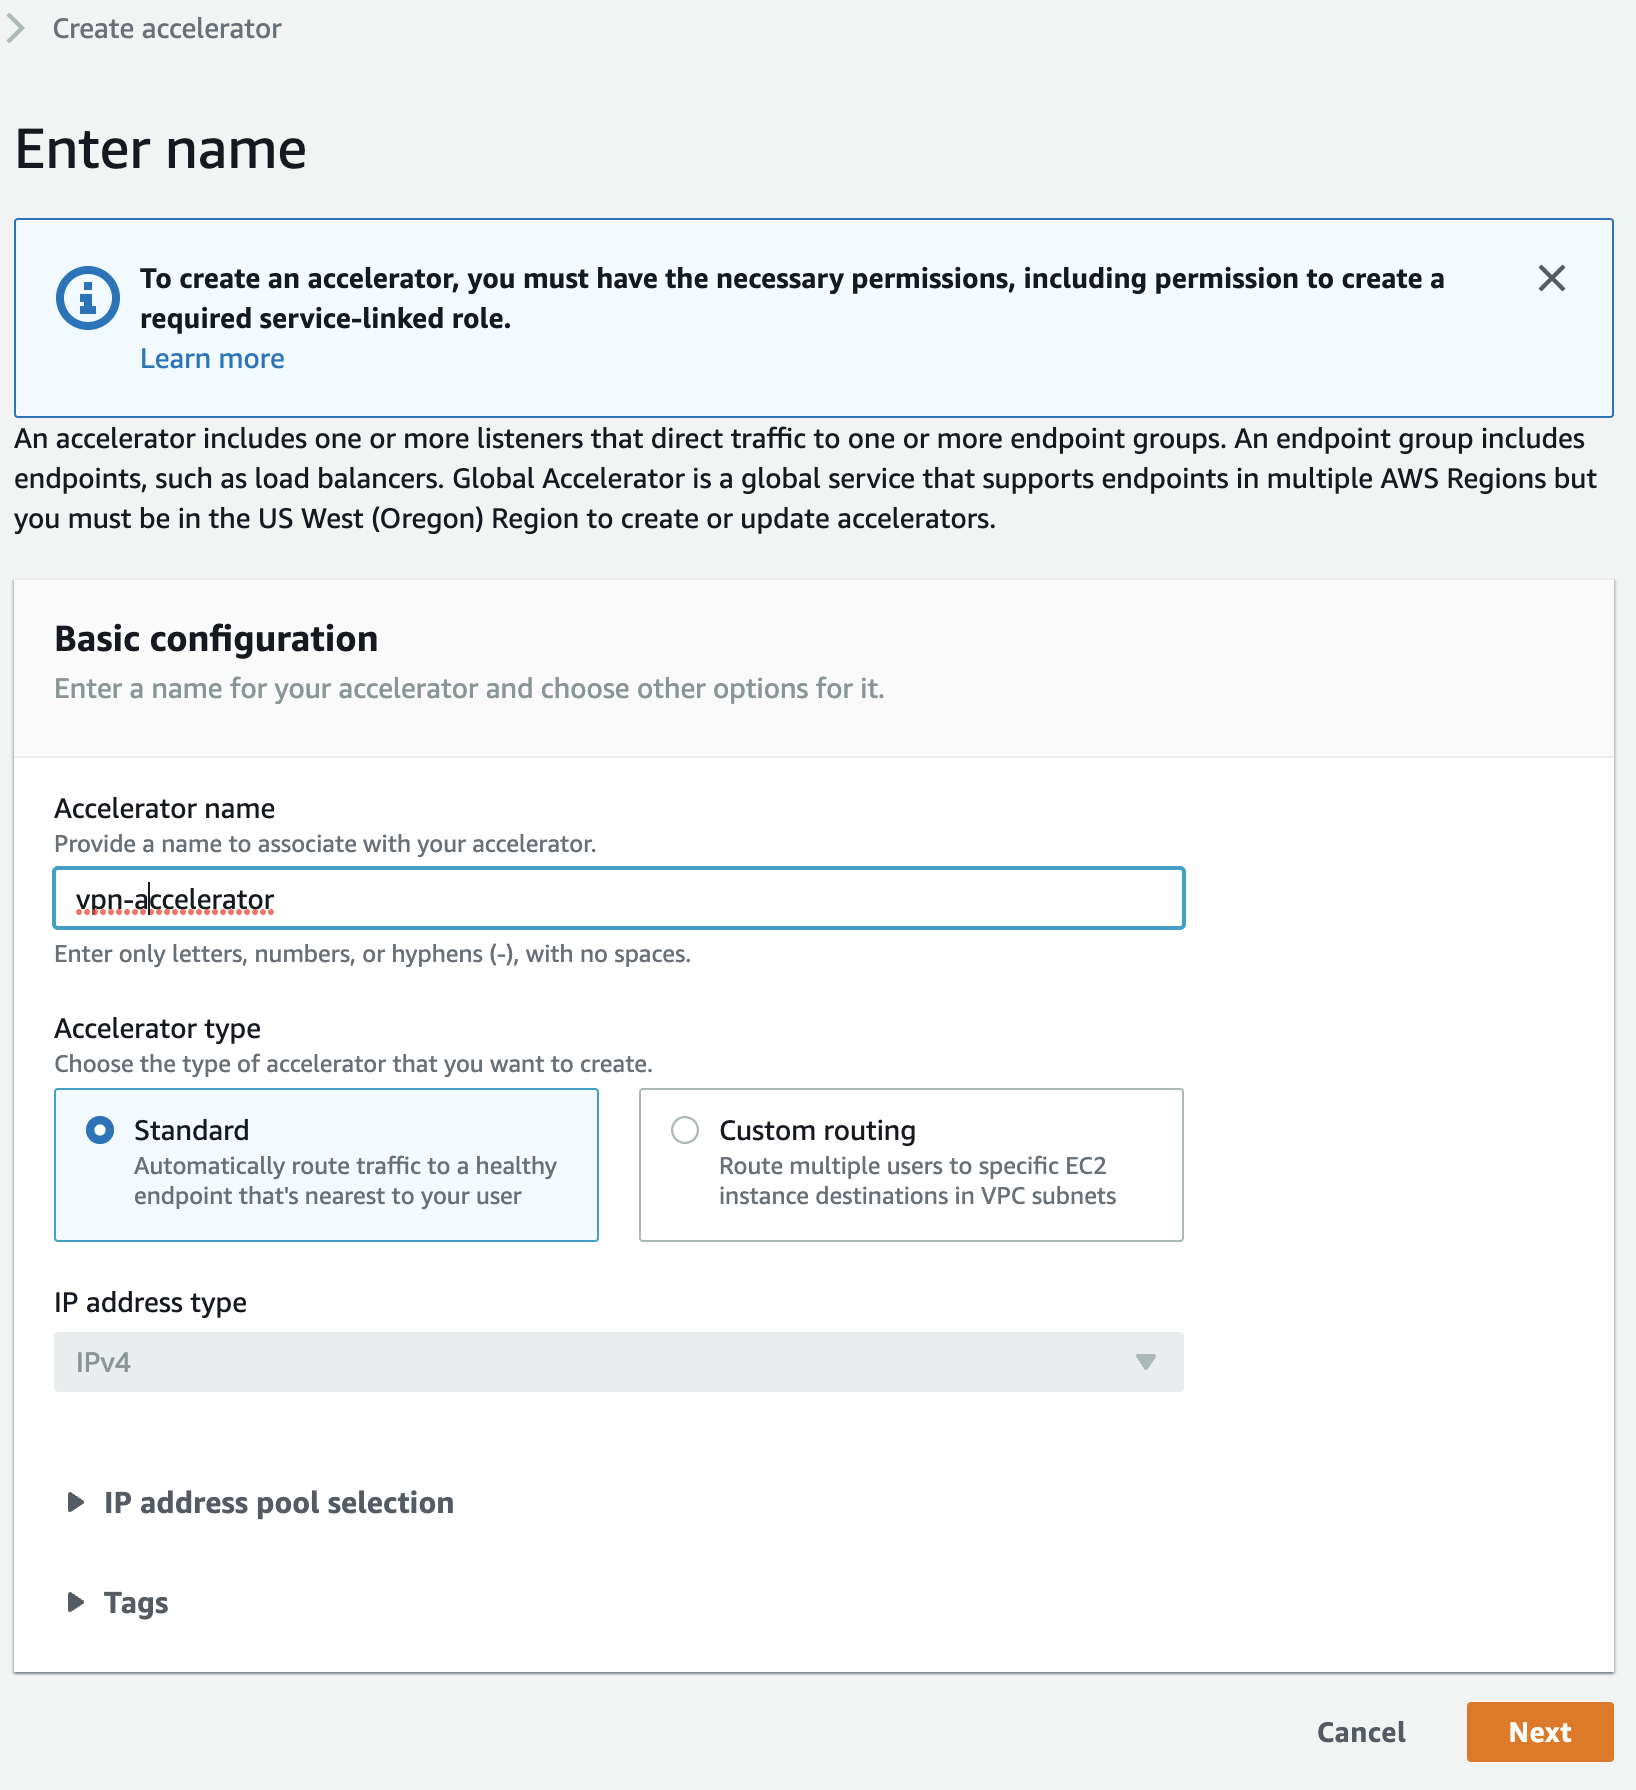 Create accelerator
Enter name
To create an accelerator, you must have the necessary permissions, including permission to create a
required service-linked role.
Learn more
An accelerator includes one or more listeners that direct traffic to one or more endpoint groups. An endpoint group includes
endpoints, such as load balancers. Global Accelerator is a global service that supports endpoints in multiple AWS Regions but
you must be in the US West (Oregon) Region to create or update accelerators.
Basic configuration
Enter a name for your accelerator and choose other options for it.
Accelerator name
Provide a name to associate with your accelerator.
vpn-accelerator
Enter only letters, numbers, or hyphens (-), with no spaces.
Accelerator type
Choose the type of accelerator that you want to create.
Standard
Automatically route traffic to a healthy
endpoint that's nearest to your user
Custom routing
Route multiple users to specific EC2
instance destinations in VPC subnets
IP address type
IPv4
IP address pool selection
Tags
Cancel
Next